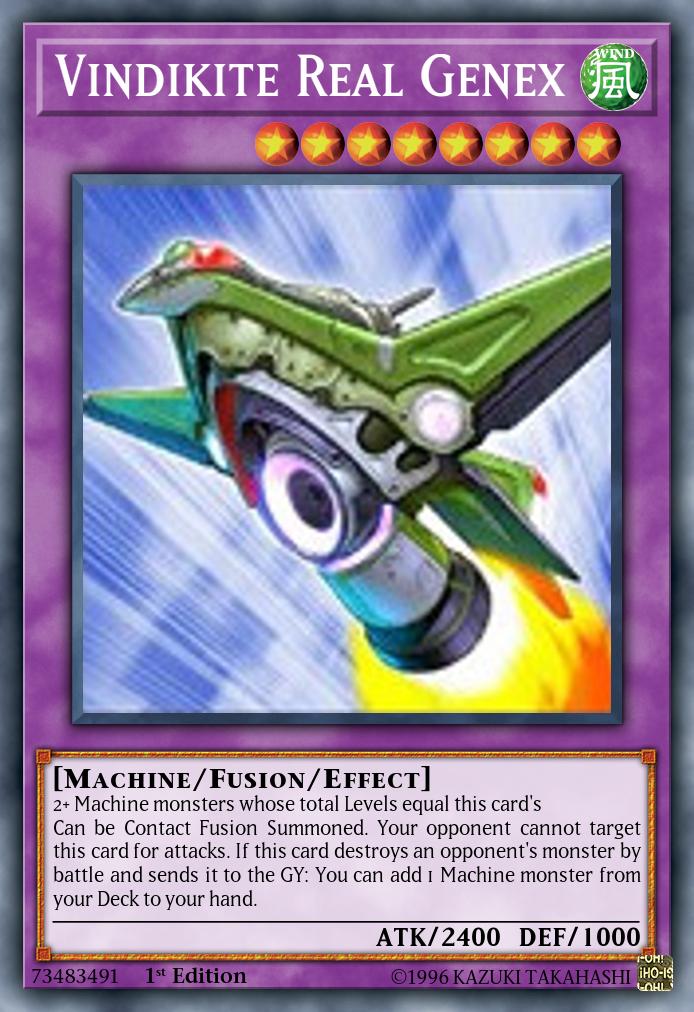 Vindikite Real Genex
WIND
風
[Machine/Fusion/Effect]
2+ Machine monsters whose total Levels equal this card's
Can be Contact Fusion Summoned. Your opponent cannot target
this card for attacks. If this card destroys an opponent's monster by
battle and sends it to the GY: You can add 1 Machine monster from
your Deck to your hand.
ATK/2400 DEF/1000
73483491 1st Edition ©1996 KAZUKI TAKAHASHI